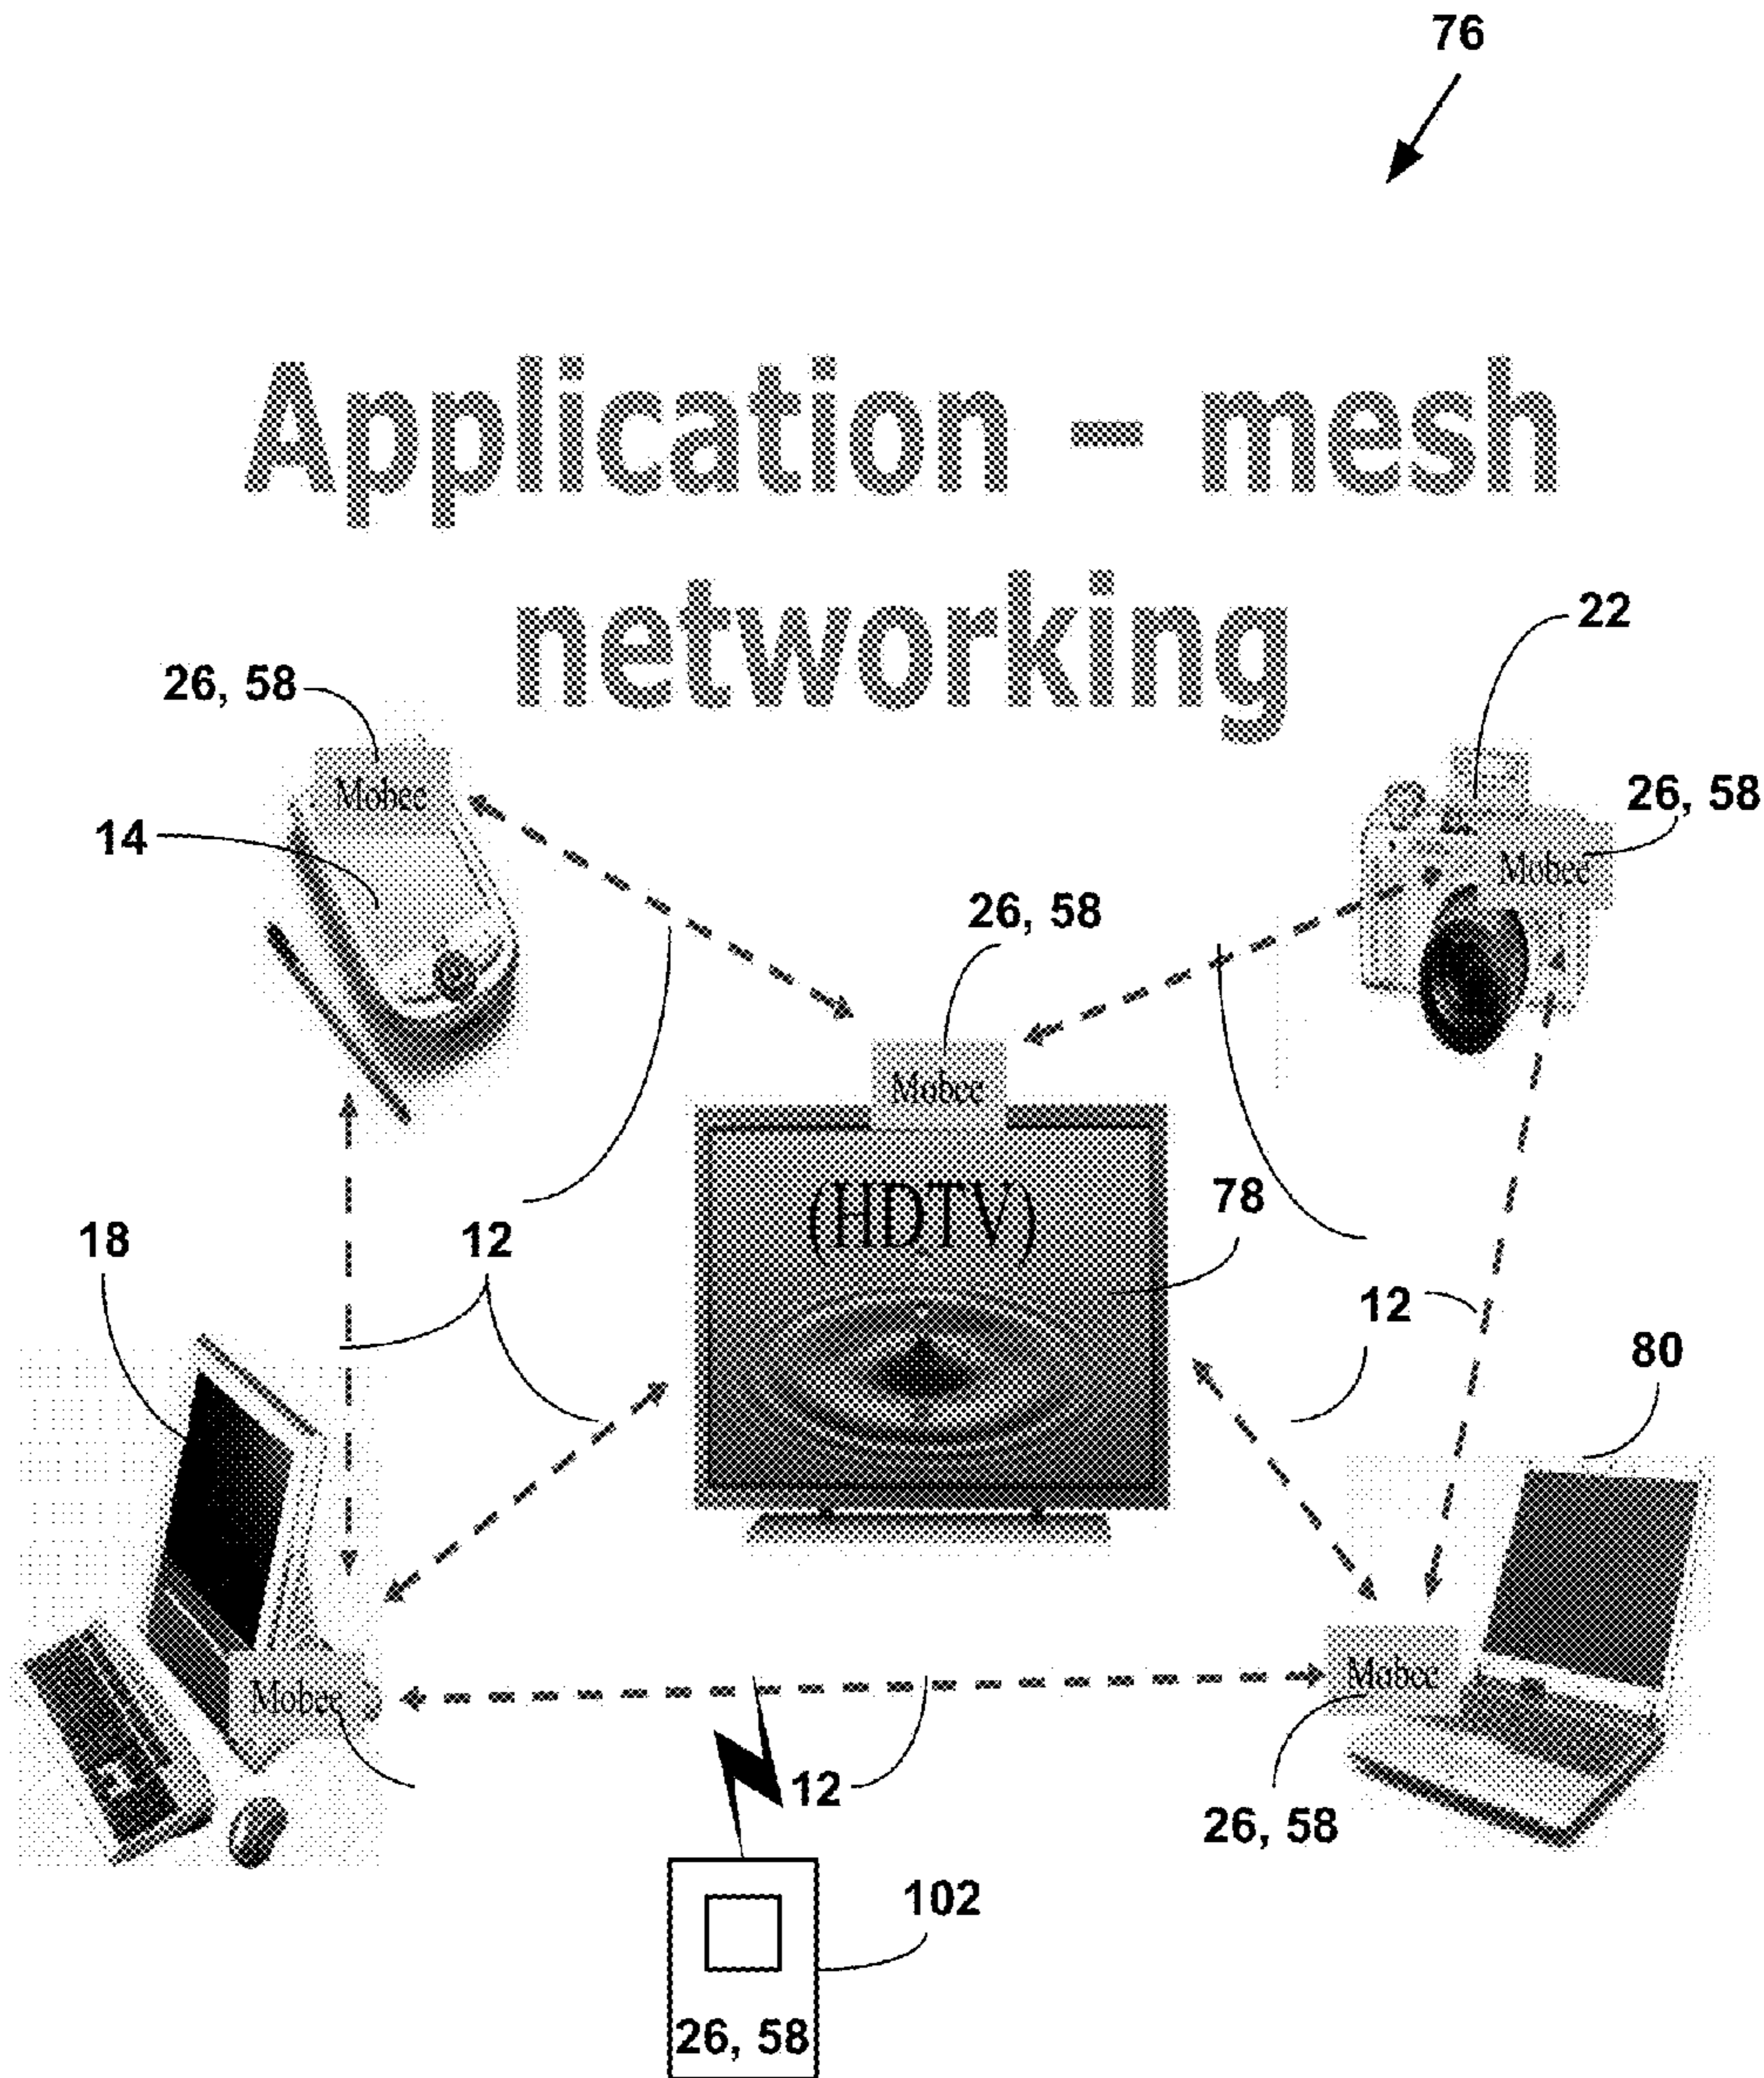 76
Application – mesh
networking
22
26, 58
Mobee
26, 58
14
Mobee
26, 58
Mobee
(HDTV)
78
18
12
12
80
Mobee
Mobee
12
26, 58
102
26, 58